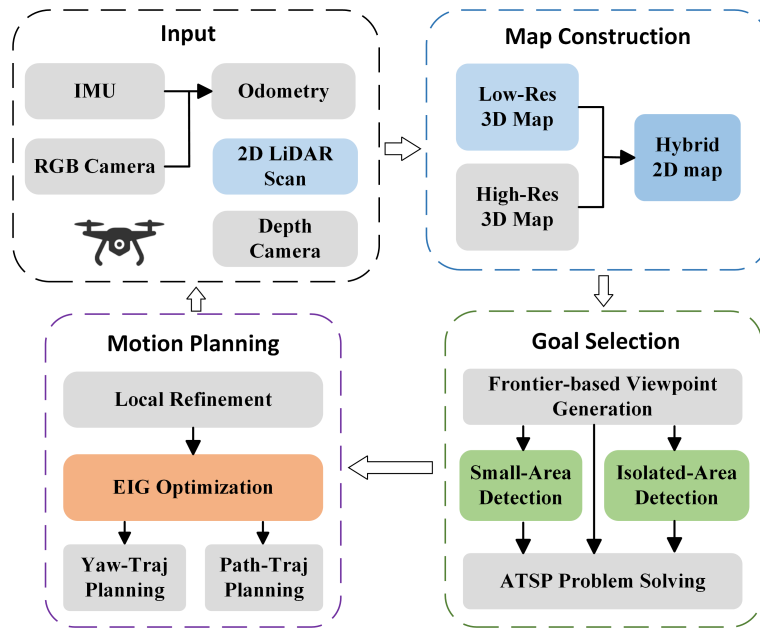 Input
IMU
Odometry
RGB Camera
2D LiDAR
Scan
Depth
Camera
Map Construction
Low-Res
3D Map
High-Res
3D Map
Hybrid
2D map
Goal Selection
Frontier-based Viewpoint
Generation
Small-Area
Detection
Isolated-Area
Detection
ATSP Problem Solving
Motion Planning
Local Refinement
EIG Optimization
Yaw-Traj
Planning
Path-Traj
Planning